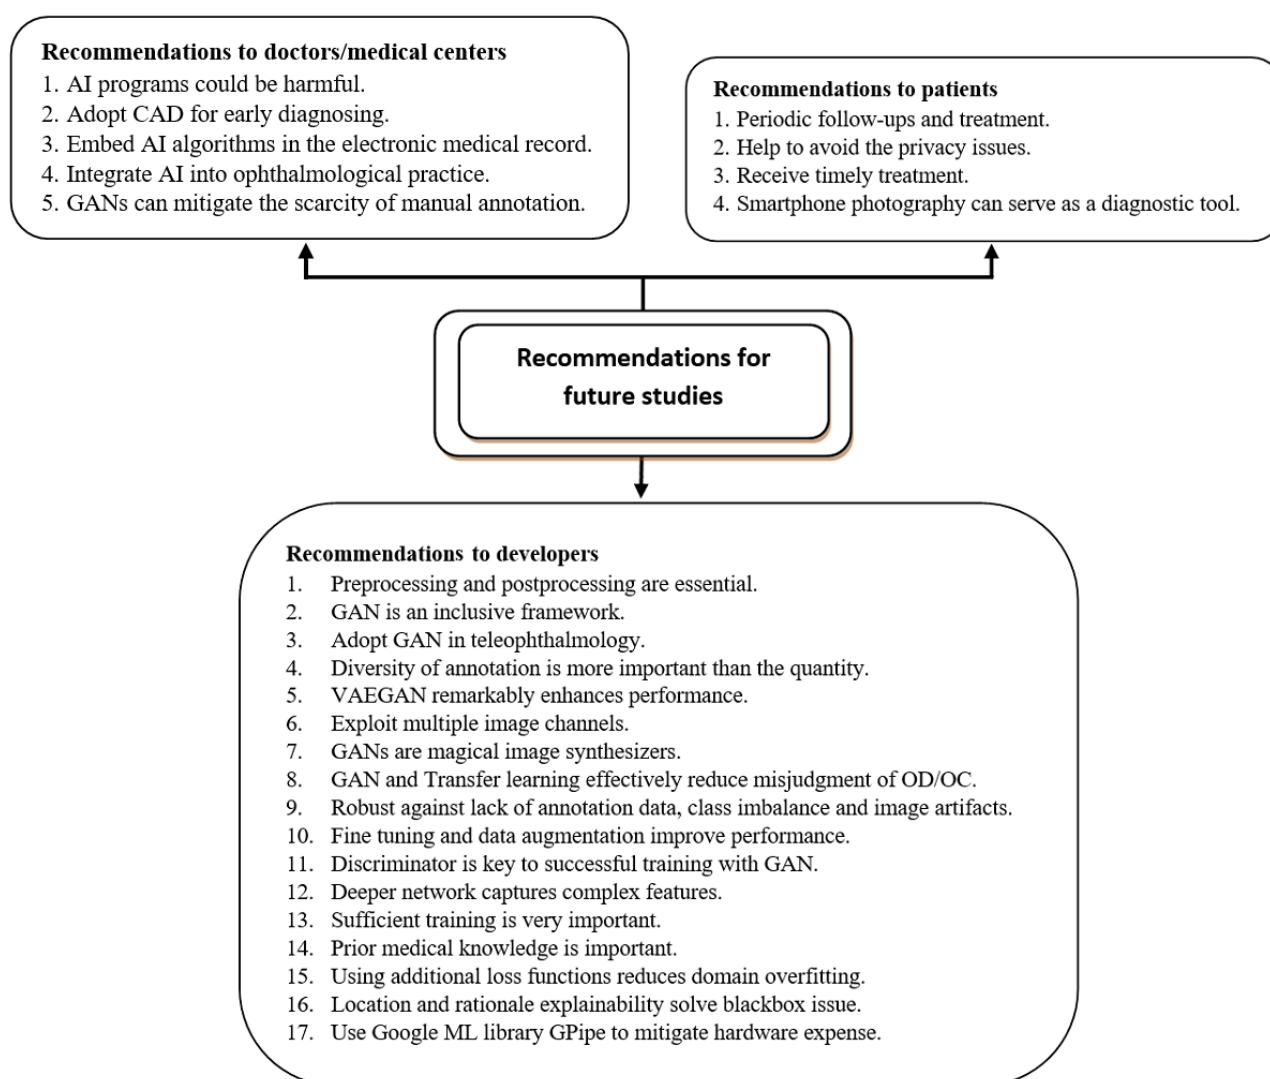 Recommendations to doctors/medical centers
1. AI programs could be harmful.
2. Adopt CAD for early diagnosing.
3. Embed AI algorithms in the electronic medical record.
4. Integrate AI into ophthalmological practice.
5. GANs can mitigate the scarcity of manual annotation.
Recommendations to patients
1. Periodic follow-ups and treatment.
2. Help to avoid the privacy issues.
3. Receive timely treatment.
4. Smartphone photography can serve as a diagnostic tool.
Recommendations for
future studies
Recommendations to developers
1. Preprocessing and postprocessing are essential.
2. GAN is an inclusive framework.
3. Adopt GAN in teleophthalmology.
4. Diversity of annotation is more important than the quantity.
5. VAEGAN remarkably enhances performance.
6. Exploit multiple image channels.
7. GANs are magical image synthesizers.
8. GAN and Transfer learning effectively reduce misjudgment of OD/OC.
9. Robust against lack of annotation data, class imbalance and image artifacts.
10. Fine tuning and data augmentation improve performance.
11. Discriminator is key to successful training with GAN.
12. Deeper network captures complex features.
13. Sufficient training is very important.
14. Prior medical knowledge is important.
15. Using additional loss functions reduces domain overfitting.
16. Location and rationale explainability solve blackbox issue.
17. Use Google ML library GPipe to mitigate hardware expense.